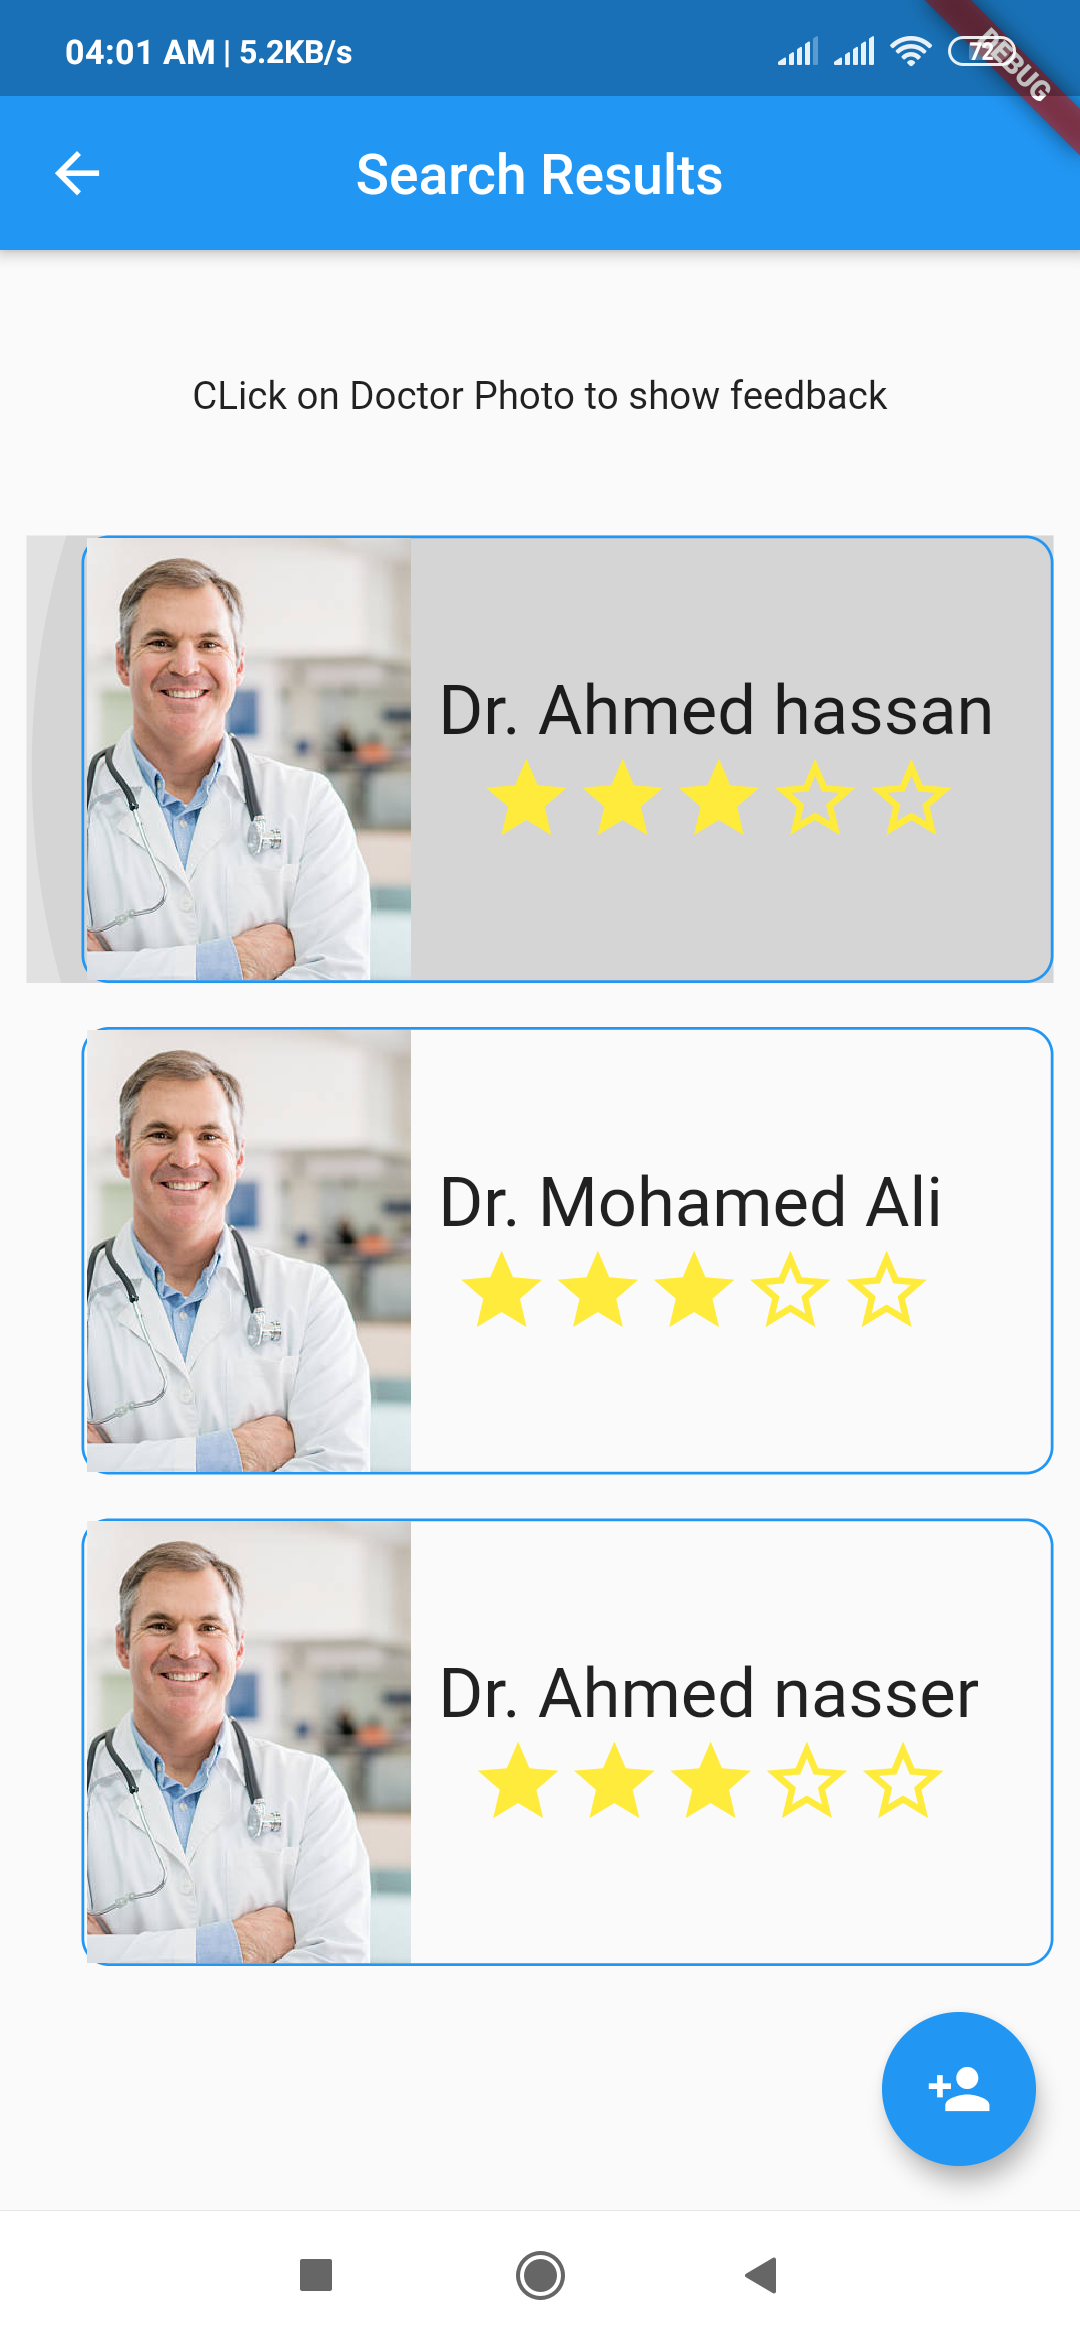 04:01 AM | 5.2KB/s
72
DEBUG
Search Results
CLick on Doctor Photo to show feedback
Dr. Ahmed hassan
Dr. Mohamed Ali
Dr. Ahmed nasser